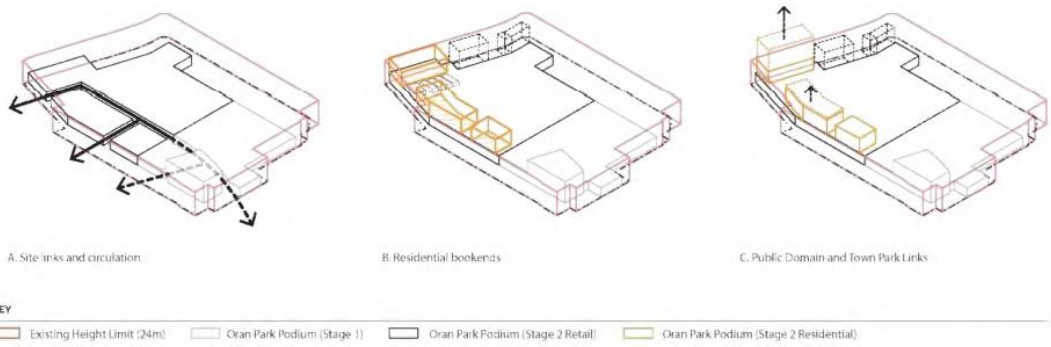 A. Site links and circulation
B. Residential bookends
C. Public Domain and Town Park Links
EY
Existing Height Limit (24m) Oran Park Podium (Stage 1) Oran Park Podium (Stage 2 Retail) Oran Park Podium (Stage 2 Residential)